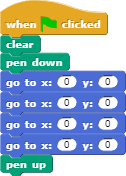 when clicked
clear
pen down
go to x: 0 y: 0
go to x: 0 y: 0
go to x: 0 y: 0
go to x: 0 y: 0
pen up